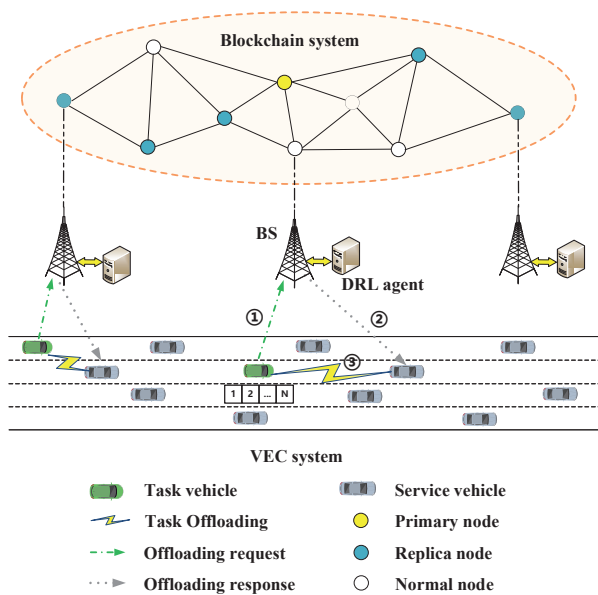 Blockchain system
BS
DRL agent
①
②
③
1 2 ... N
VEC system
Task vehicle
Service vehicle
Task Offloading
Primary node
Offloading request
Replica node
Offloading response
Normal node